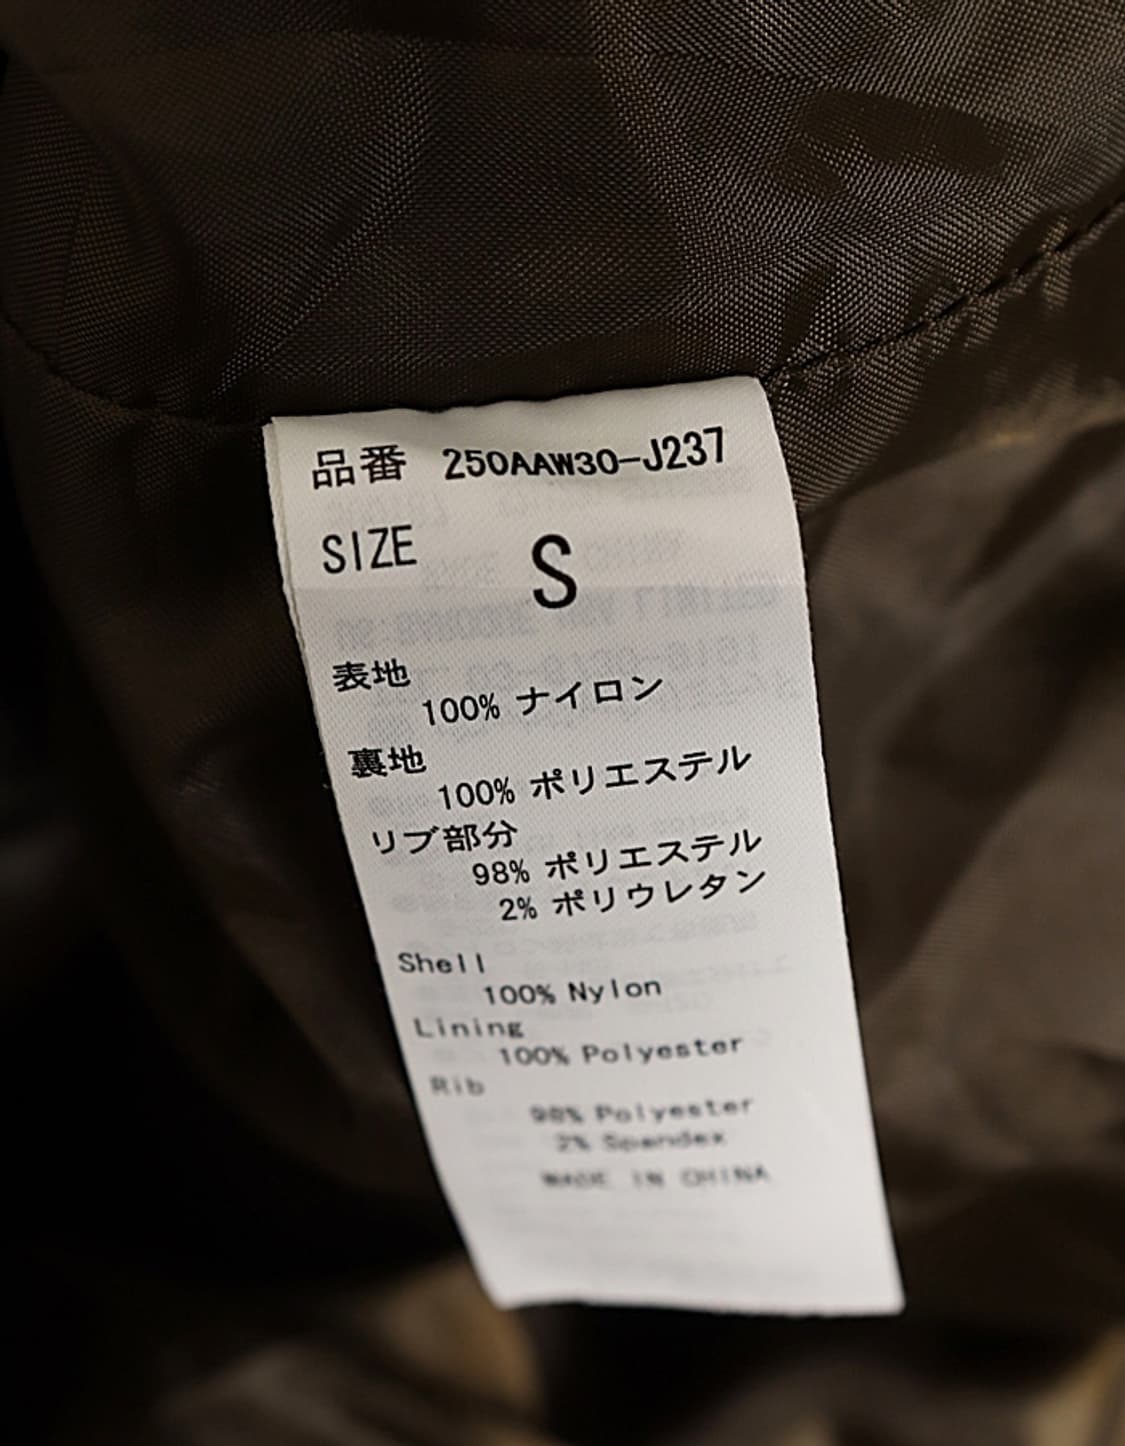 品番 250AAW30-J237
SIZE S
表地
100% ナイロン
裏地
100% ポリエステル
リブ部分
98% ポリエステル
2% ポリウレタン
Shell
100% Nylon
Lining
100% Polyester
Rib
98% Polyester
2% Spandex
MADE IN CHINA